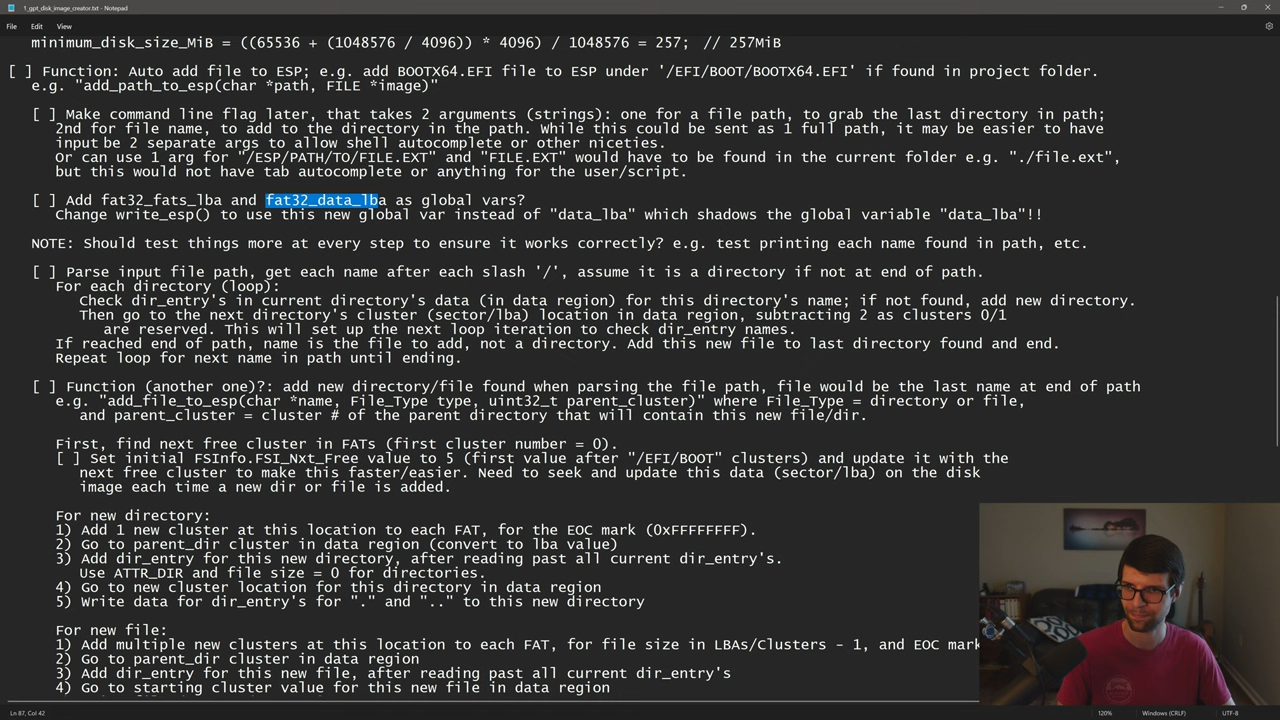 1_gpt_disk_image_creator.txt - Notepad
File Edit View
minimum_disk_size_MiB = ((65536 + (1048576 / 4096)) * 4096) / 1048576 = 257; // 257MiB
[ ] Function: Auto add file to ESP; e.g. add BOOTX64.EFI file to ESP under '/EFI/BOOT/BOOTX64.EFI' if found in project folder.
e.g. "add_path_to_esp(char *path, FILE *image)"
[ ] Make command line flag later, that takes 2 arguments (strings): one for a file path, to grab the last directory in path;
2nd for file name, to add to the directory in the path. While this could be sent as 1 full path, it may be easier to have
input be 2 separate args to allow shell autocomplete or other niceties.
Or can use 1 arg for "/ESP/PATH/TO/FILE.EXT" and "FILE.EXT" would have to be found in the current folder e.g. "./file.ext",
but this would not have tab autocomplete or anything for the user/script.
[ ] Add fat32_fats_lba and fat32_data_lba as global vars?
Change write_esp() to use this new global var instead of "data_lba" which shadows the global variable "data_lba"!!
NOTE: Should test things more at every step to ensure it works correctly? e.g. test printing each name found in path, etc.
[ ] Parse input file path, get each name after each slash '/', assume it is a directory if not at end of path.
For each directory (loop):
Check dir_entry's in current directory's data (in data region) for this directory's name; if not found, add new directory.
Then go to the next directory's cluster (sector/lba) location in data region, subtracting 2 as clusters 0/1
are reserved. This will set up the next loop iteration to check dir_entry names.
If reached end of path, name is the file to add, not a directory. Add this new file to last directory found and end.
Repeat loop for next name in path until ending.
[ ] Function (another one)?: add new directory/file found when parsing the file path, file would be the last name at end of path
e.g. "add_file_to_esp(char *name, File_Type type, uint32_t parent_cluster)" where File_Type = directory or file,
and parent_cluster = cluster # of the parent directory that will contain this new file/dir.
First, find next free cluster in FATs (first cluster number = 0).
[ ] Set initial FSInfo.FSI_Nxt_Free value to 5 (first value after "/EFI/BOOT" clusters) and update it with the
next free cluster to make this faster/easier. Need to seek and update this data (sector/lba) on the disk
image each time a new dir or file is added.
For new directory:
1) Add 1 new cluster at this location to each FAT, for the EOC mark (0xFFFFFFFF).
2) Go to parent_dir cluster in data region (convert to lba value)
3) Add dir_entry for this new directory, after reading past all current dir_entry's.
Use ATTR_DIR and file size = 0 for directories.
4) Go to new cluster location for this directory in data region
5) Write data for dir_entry's for "." and ".." to this new directory
For new file:
1) Add multiple new clusters at this location to each FAT, for file size in LBAs/Clusters - 1, and EOC mark
2) Go to parent_dir cluster in data region
3) Add dir_entry for this new file, after reading past all current dir_entry's
4) Go to starting cluster value for this new file in data region
Ln 87, Col 42 120% Windows (CRLF) UTF-8